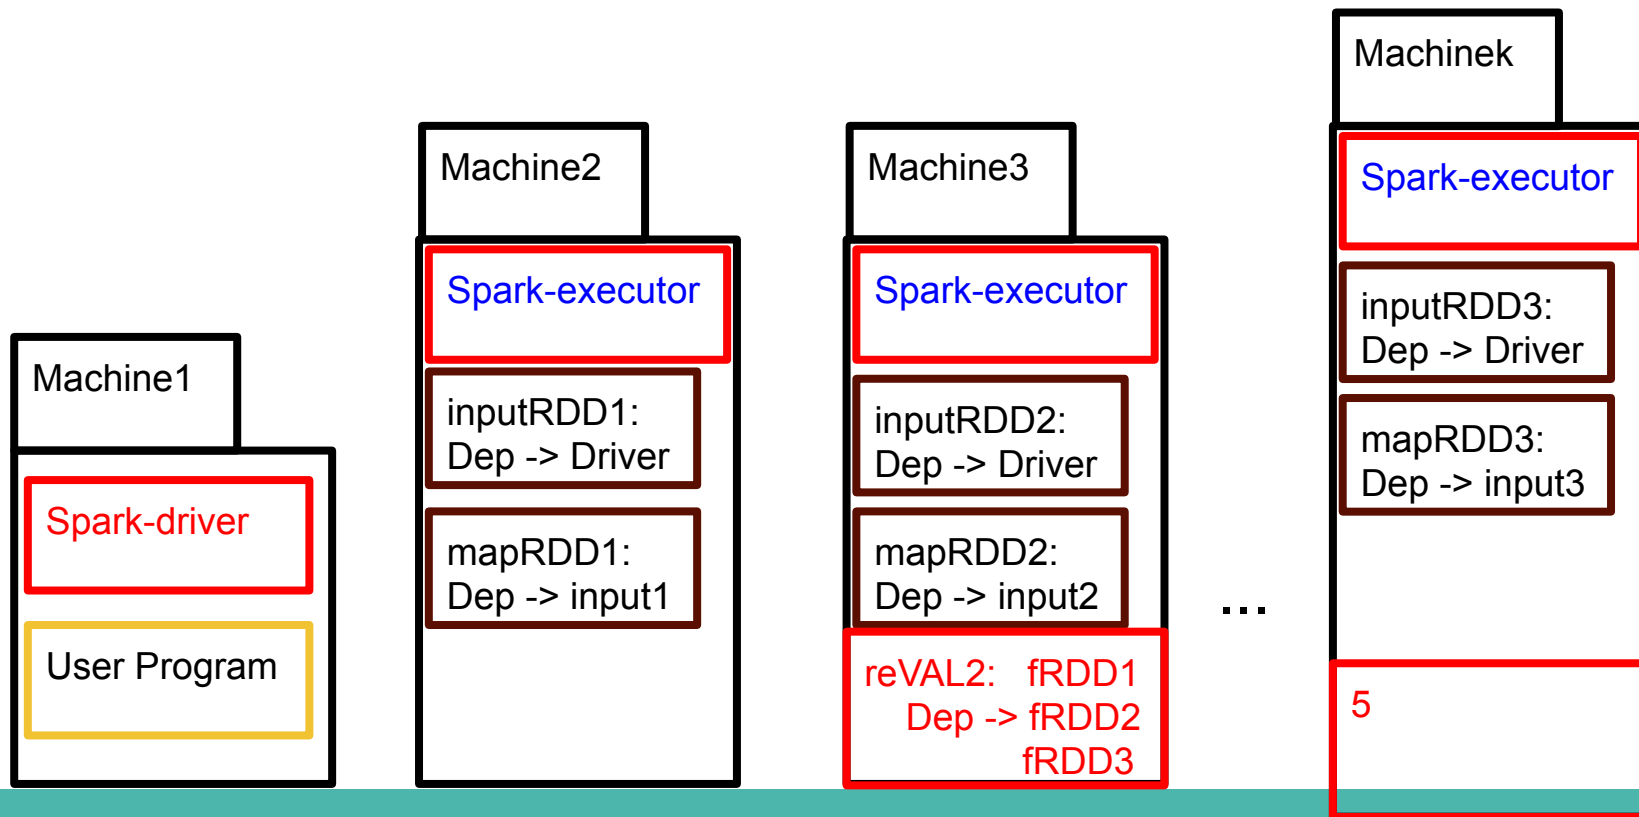 Machine1
Spark-driver
User Program
Machine2
Spark-executor
inputRDD1:
Dep -> Driver
mapRDD1:
Dep -> input1
Machine3
Spark-executor
inputRDD2:
Dep -> Driver
mapRDD2:
Dep -> input2
reVAL2: fRDD1
Dep -> fRDD2
fRDD3
...
Machinek
Spark-executor
inputRDD3:
Dep -> Driver
mapRDD3:
Dep -> input3
5